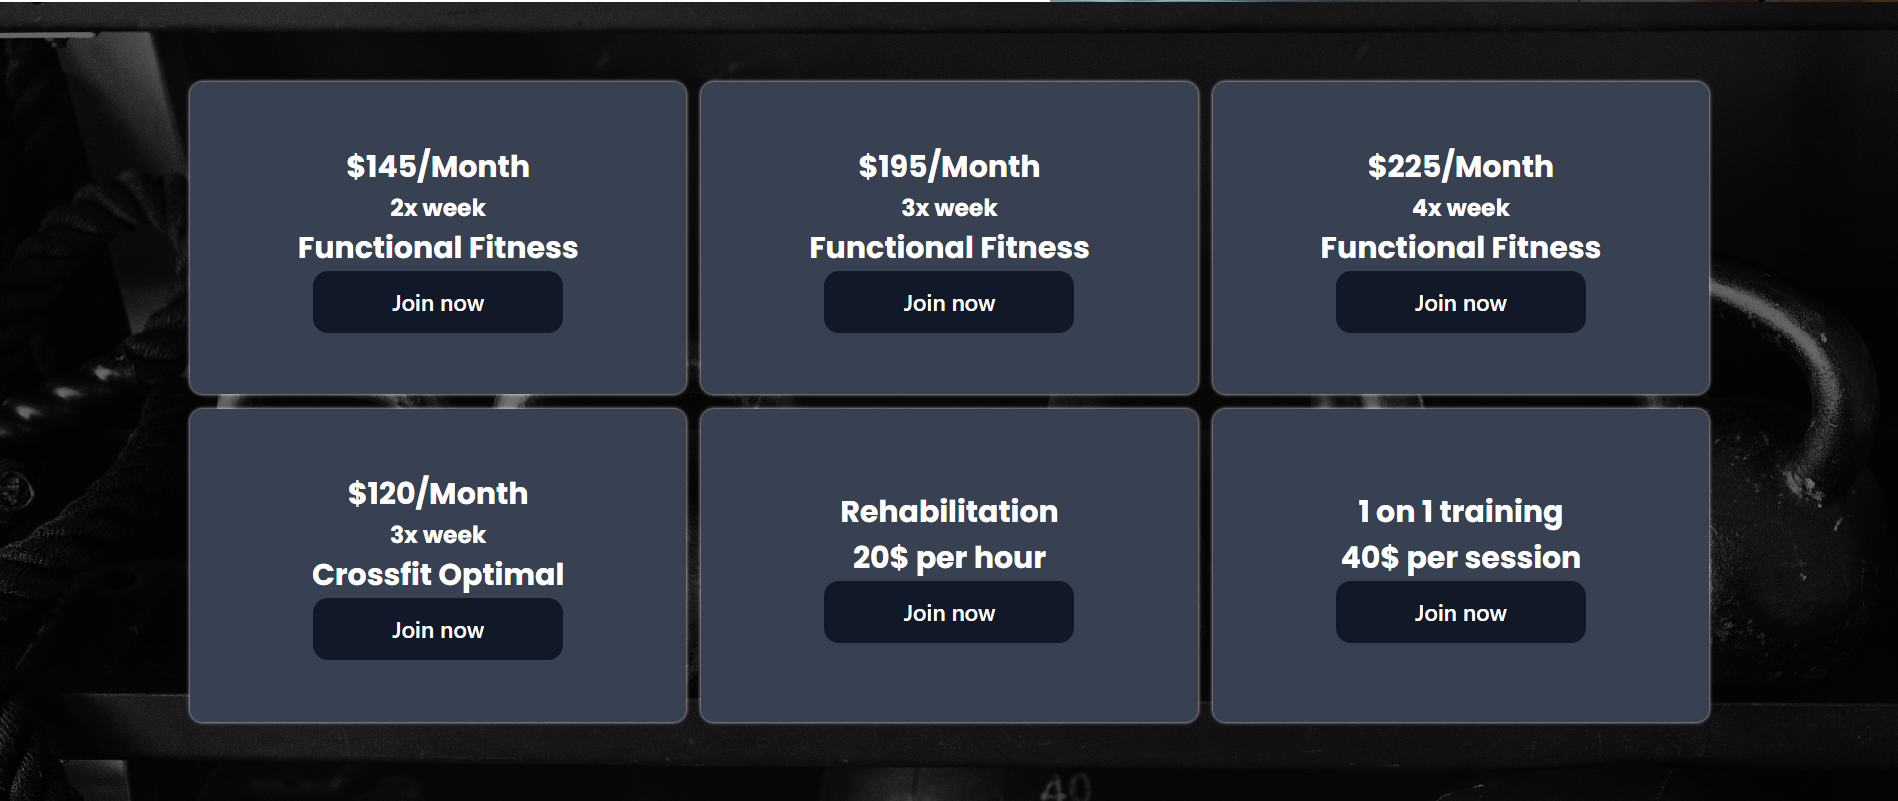 $145/Month
2x week
Functional Fitness
Join now
$195/Month
3x week
Functional Fitness
Join now
$225/Month
4x week
Functional Fitness
Join now
$120/Month
3x week
Crossfit Optimal
Join now
Rehabilitation
20$ per hour
Join now
1 on 1 training
40$ per session
Join now
40